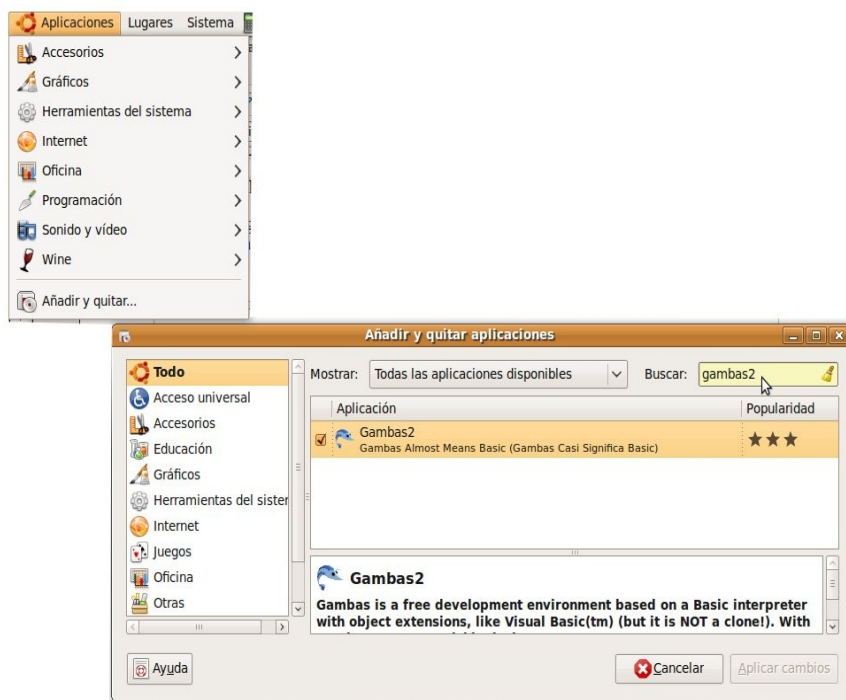 Aplicaciones Lugares Sistema
Accesorios
Gráficos
Herramientas del sistema
Internet
Oficina
Programación
Sonido y vídeo
Wine
Añadir y quitar...
Añadir y quitar aplicaciones
Todo
Acceso universal
Accesorios
Educación
Gráficos
Herramientas del sister
Internet
Juegos
Oficina
Otras
Mostrar: Todas las aplicaciones disponibles Buscar: gambas2
Aplicación Popularidad
Gambas2
Gambas Almost Means Basic (Gambas Casi Significa Basic)
Gambas2
Gambas is a free development environment based on a Basic interpreter
with object extensions, like Visual Basic(tm) (but it is NOT a clone!). With
Ayuda Cancelar Aplicar cambios